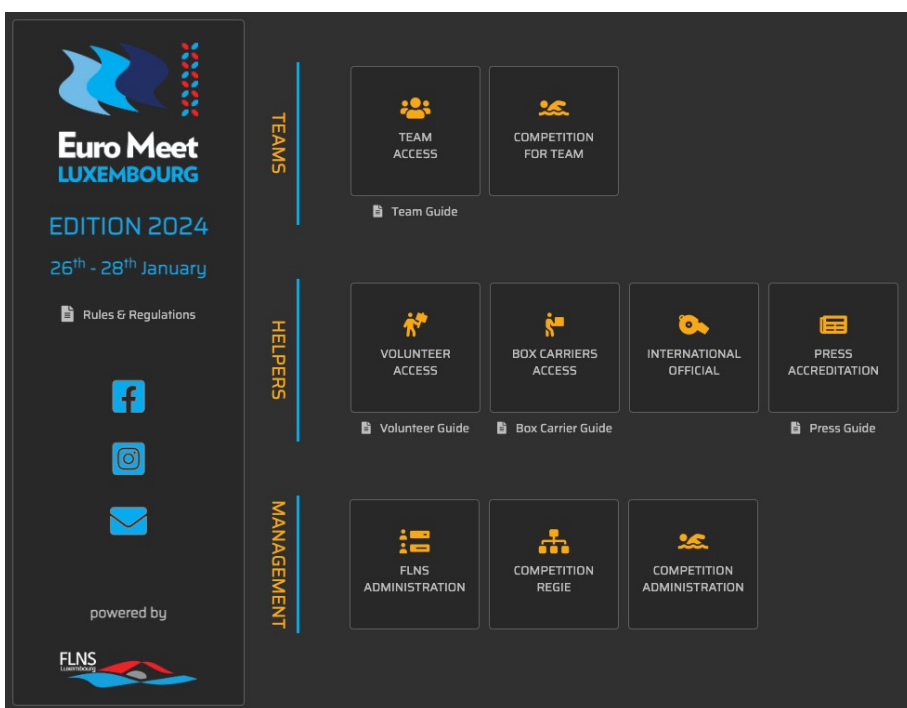 Euro Meet
LUXEMBOURG
EDITION 2024
26th - 28th January
Rules & Regulations
powered by
FLNS
Luxembourg
TEAMS
TEAM
ACCESS
COMPETITION
FOR TEAM
Team Guide
HELPERS
VOLUNTEER
ACCESS
BOX CARRIERS
ACCESS
INTERNATIONAL
OFFICIAL
PRESS
ACCREDITATION
Volunteer Guide
Box Carrier Guide
Press Guide
MANAGEMENT
FLNS
ADMINISTRATION
COMPETITION
REGIE
COMPETITION
ADMINISTRATION